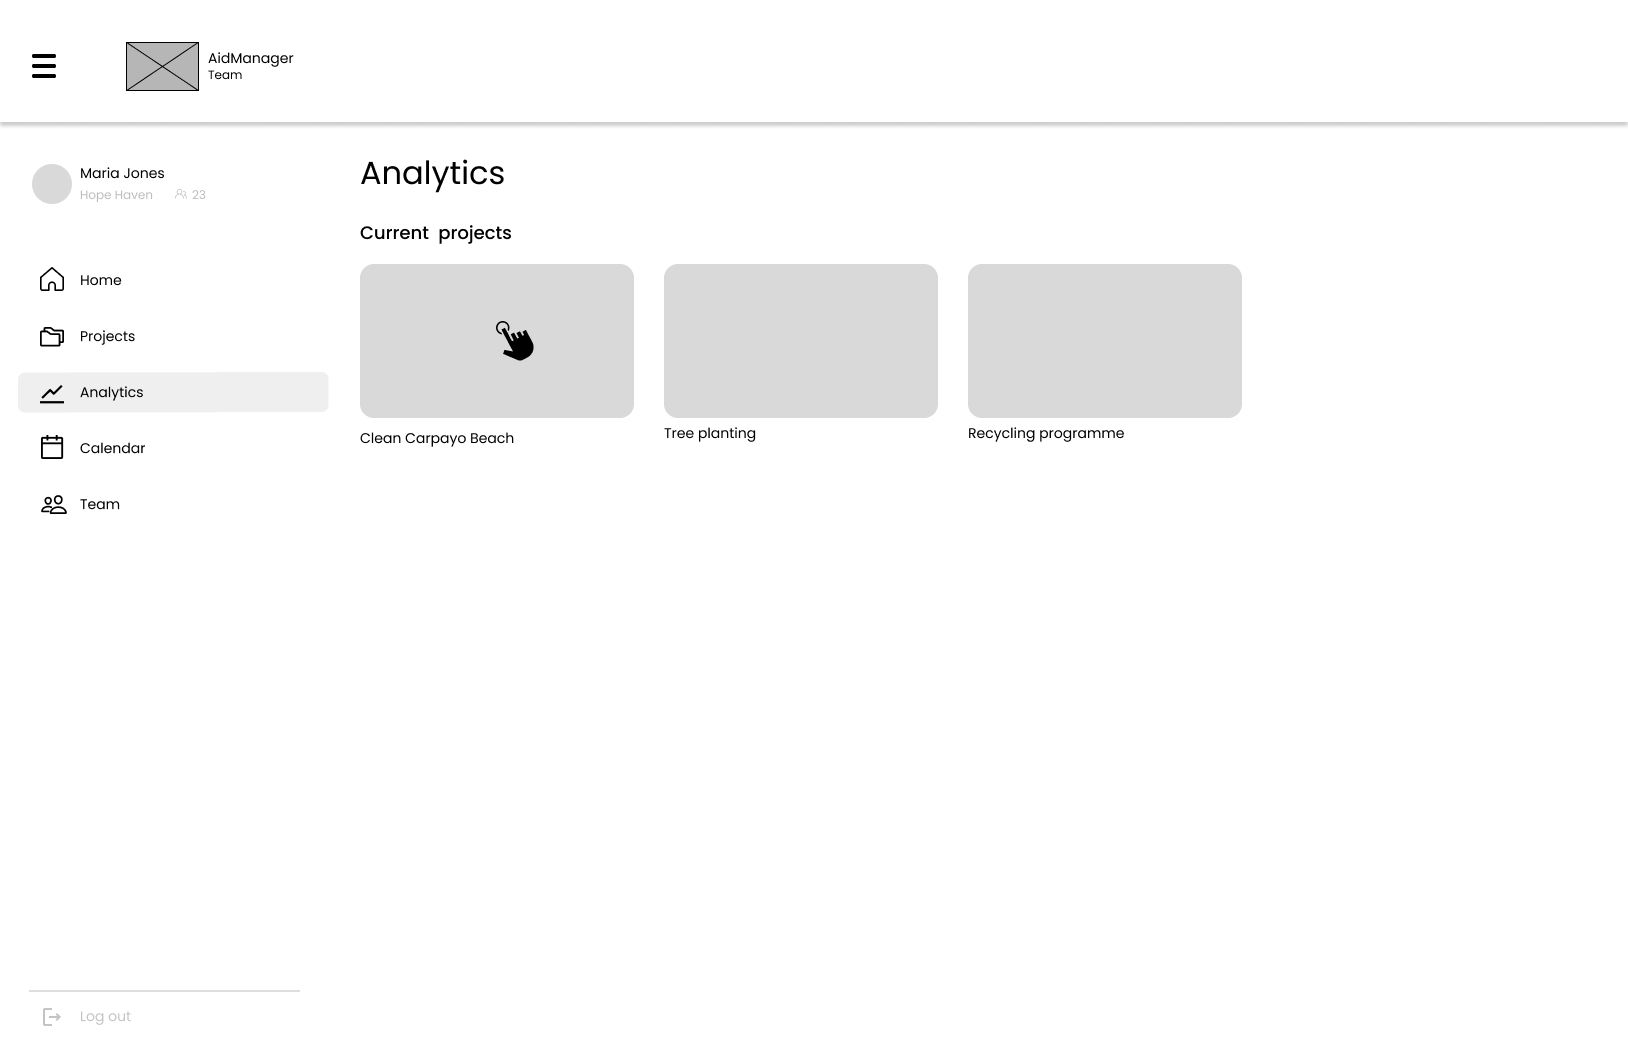 AidManager
Team
Maria Jones
Hope Haven 23
Home
Projects
Analytics
Calendar
Team
Log out
Analytics
Current projects
Clean Carpayo Beach
Tree planting
Recycling programme